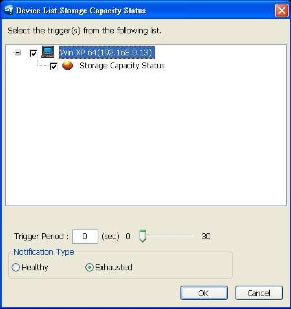 Device List Storage Capacity Status
Select the trigger(s) from the following list.
Win XP 64(192.168.0.13)
Storage Capacity Status
Trigger Period : 0 (sec) 0 30
Notification Type
Healthy Exhausted
OK Cancel